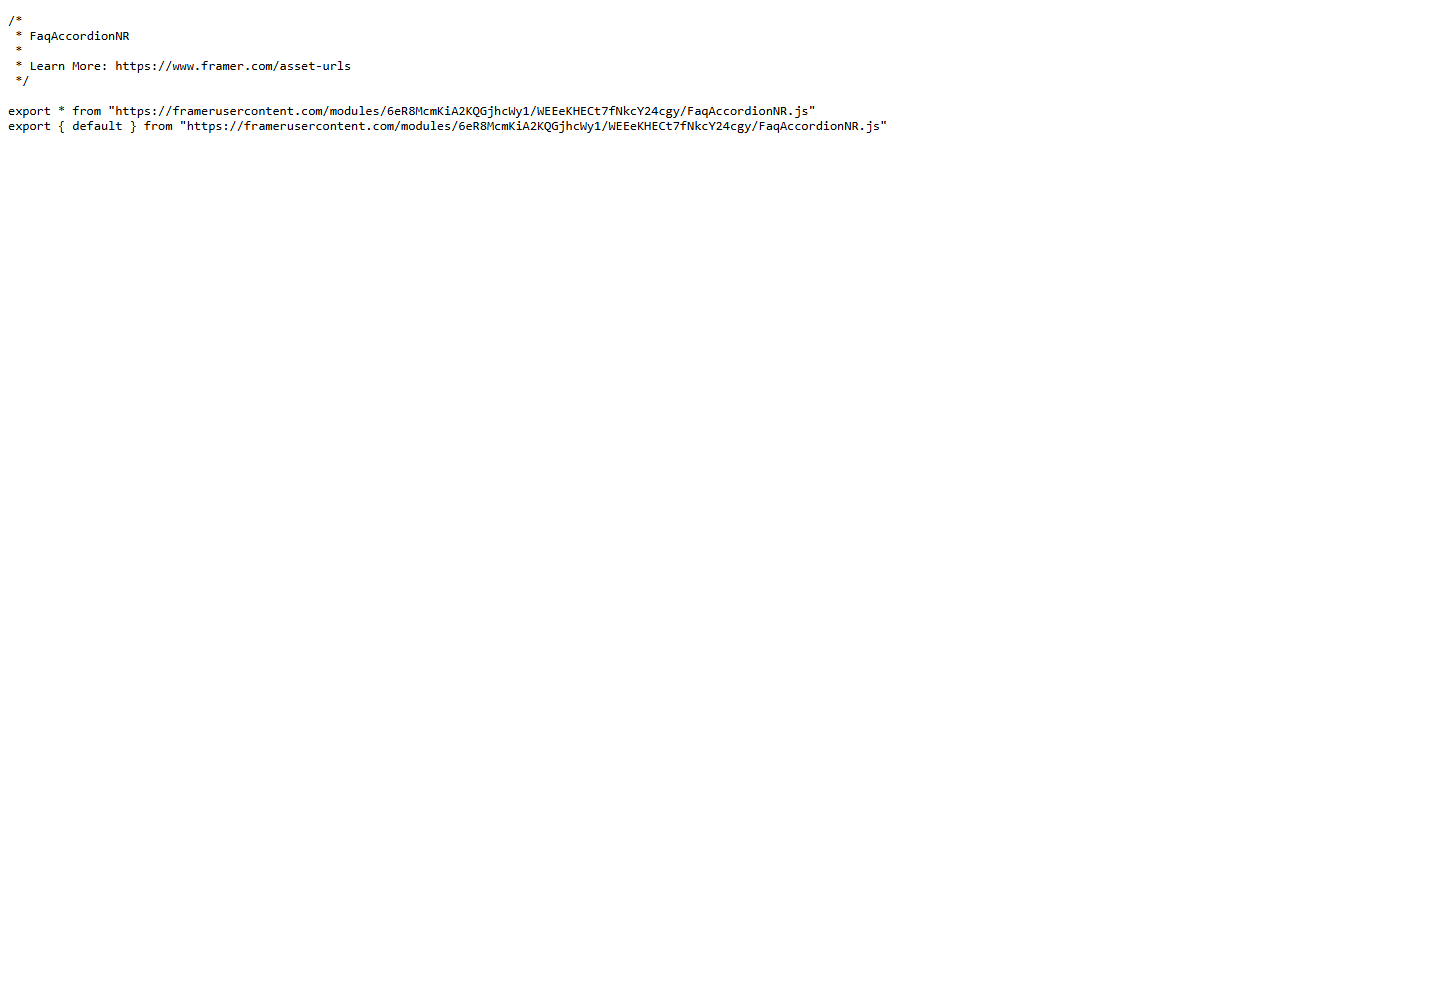 /*
 * FaqAccordionNR
 *
 * Learn More: https://www.framer.com/asset-urls
 */
export * from "https://framerusercontent.com/modules/6eR8McmKiA2KQGjhcWy1/WEEeKHECt7fNkcY24cgy/FaqAccordionNR.js"
export { default } from "https://framerusercontent.com/modules/6eR8McmKiA2KQGjhcWy1/WEEeKHECt7fNkcY24cgy/FaqAccordionNR.js"